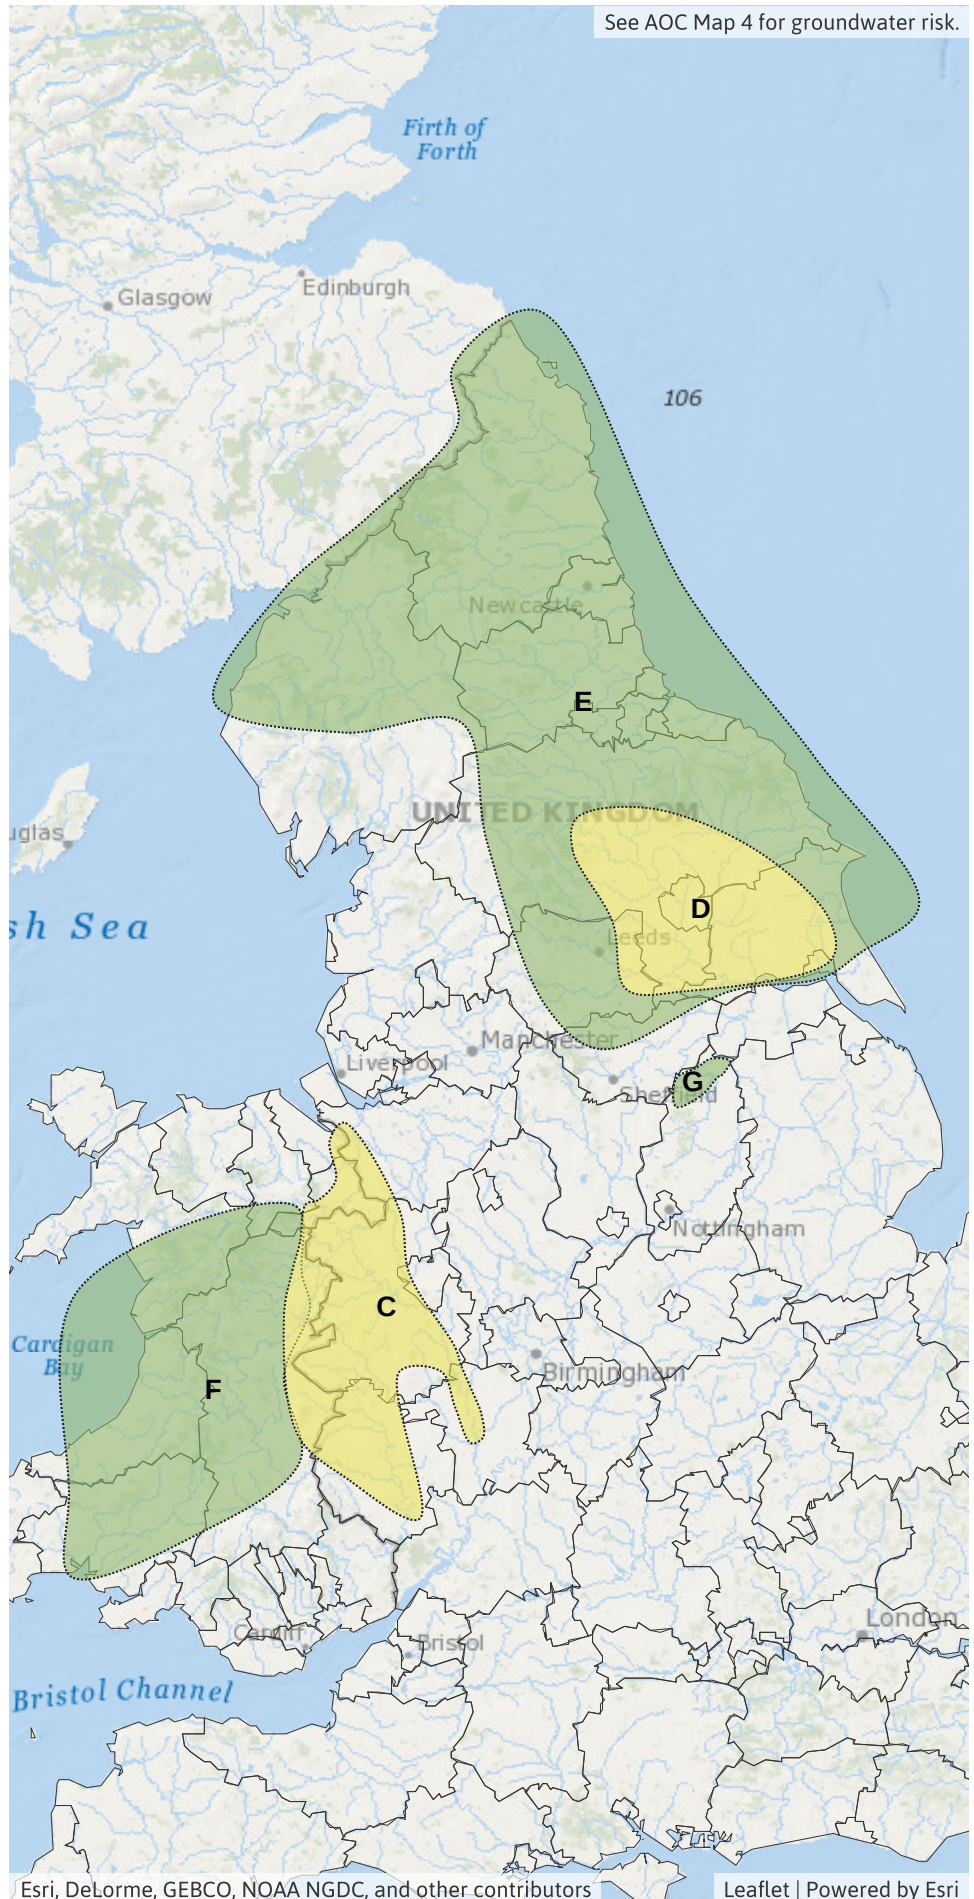 See AOC Map 4 for groundwater risk.
Firth of
Forth
Edinburgh
Glasgow
106
Newcastle
E
UNITED KINGDOM
uglas
D
sh Sea
Leeds
Manchester
Liverpool
G
Sheffield
Nottingham
C
Cardigan
Bay
Birmingham
F
London
Cardiff
Bristol
Bristol Channel
Esri, DeLorme, GEBCO, NOAA NGDC, and other contributors
Leaflet | Powered by Esri